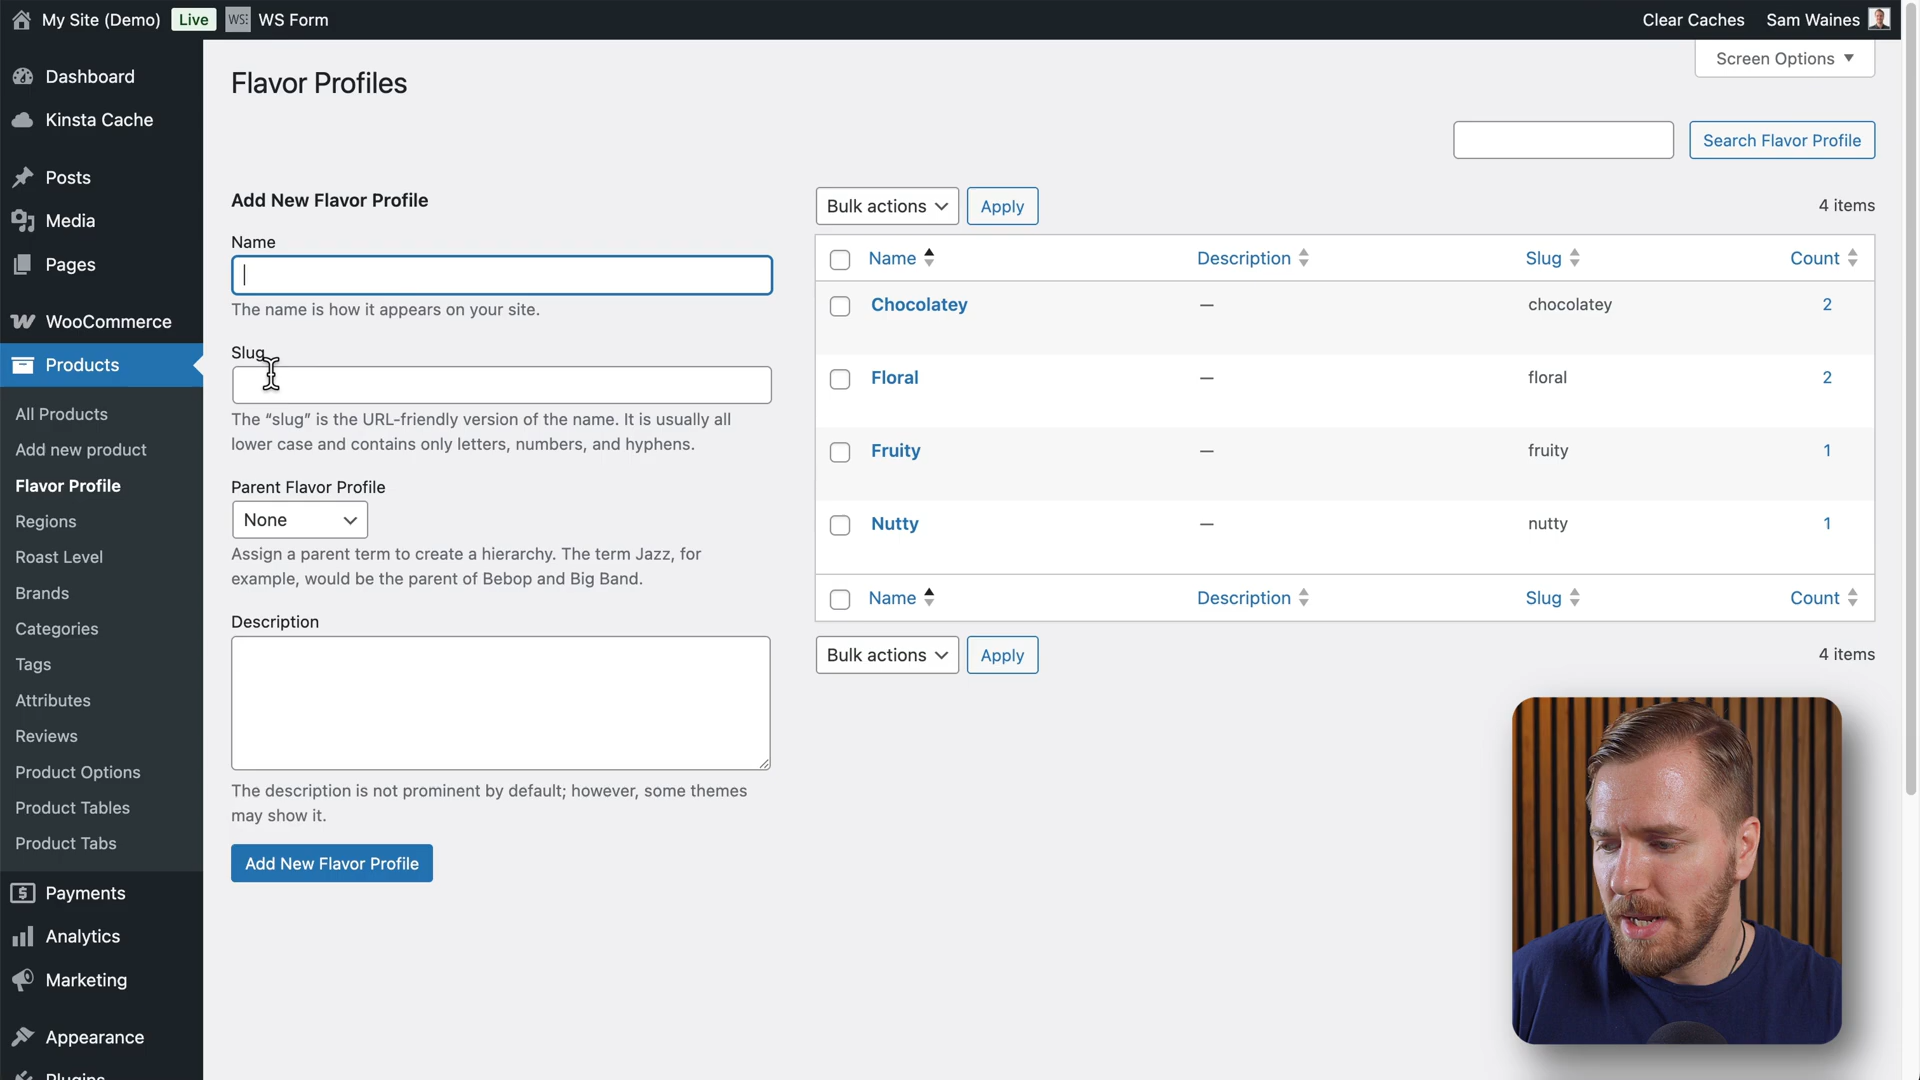 My Site (Demo) Live WS WS Form Clear Caches Sam Waines
Screen Options
Dashboard
Kinsta Cache
Posts
Media
Pages
WooCommerce
Products
All Products
Add new product
Flavor Profile
Regions
Roast Level
Brands
Categories
Tags
Attributes
Reviews
Product Options
Product Tables
Product Tabs
Payments
Analytics
Marketing
Appearance
Plugins
Flavor Profiles
Search Flavor Profile
Add New Flavor Profile
Name
The name is how it appears on your site.
Slug
The “slug” is the URL-friendly version of the name. It is usually all
lower case and contains only letters, numbers, and hyphens.
Parent Flavor Profile
None
Assign a parent term to create a hierarchy. The term Jazz, for
example, would be the parent of Bebop and Big Band.
Description
The description is not prominent by default; however, some themes
may show it.
Add New Flavor Profile
Bulk actions Apply 4 items
Name Description Slug Count
Chocolatey — chocolatey 2
Floral — floral 2
Fruity — fruity 1
Nutty — nutty 1
Name Description Slug Count
Bulk actions Apply 4 items